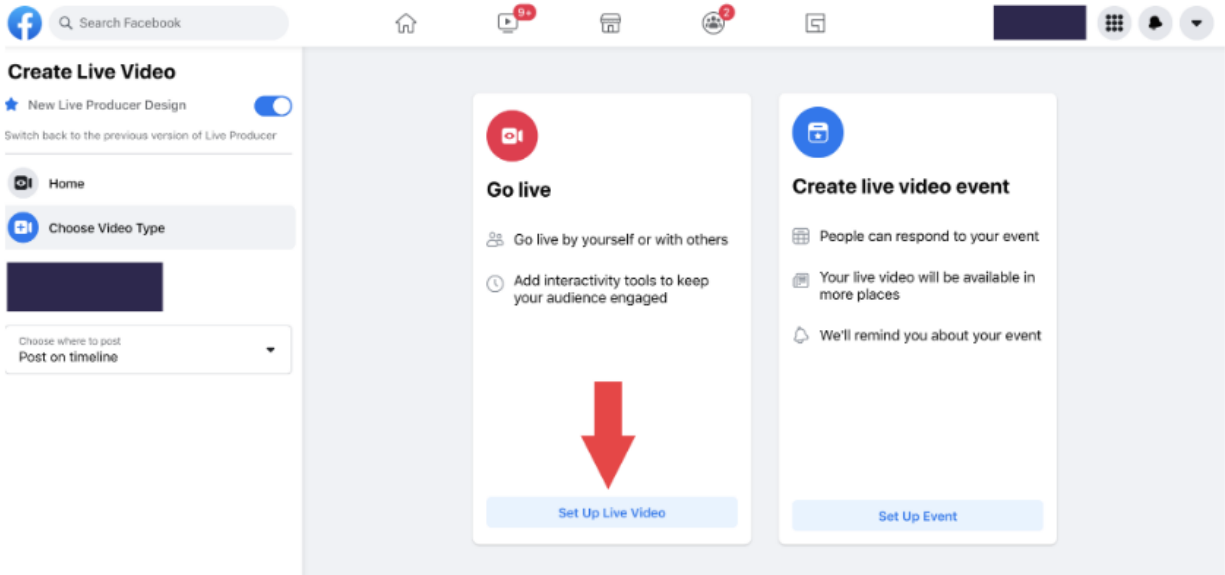 Search Facebook
9+
2
Create Live Video
New Live Producer Design
Switch back to the previous version of Live Producer
Home
Choose Video Type
Choose where to post
Post on timeline
Go live
Go live by yourself or with others
Add interactivity tools to keep
your audience engaged
Set Up Live Video
Create live video event
People can respond to your event
Your live video will be available in
more places
We'll remind you about your event
Set Up Event